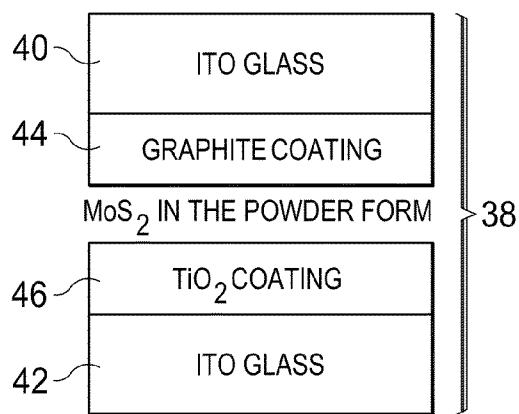 40
ITO GLASS
44
GRAPHITE COATING
MoS2 IN THE POWDER FORM
38
46
TiO2 COATING
42
ITO GLASS